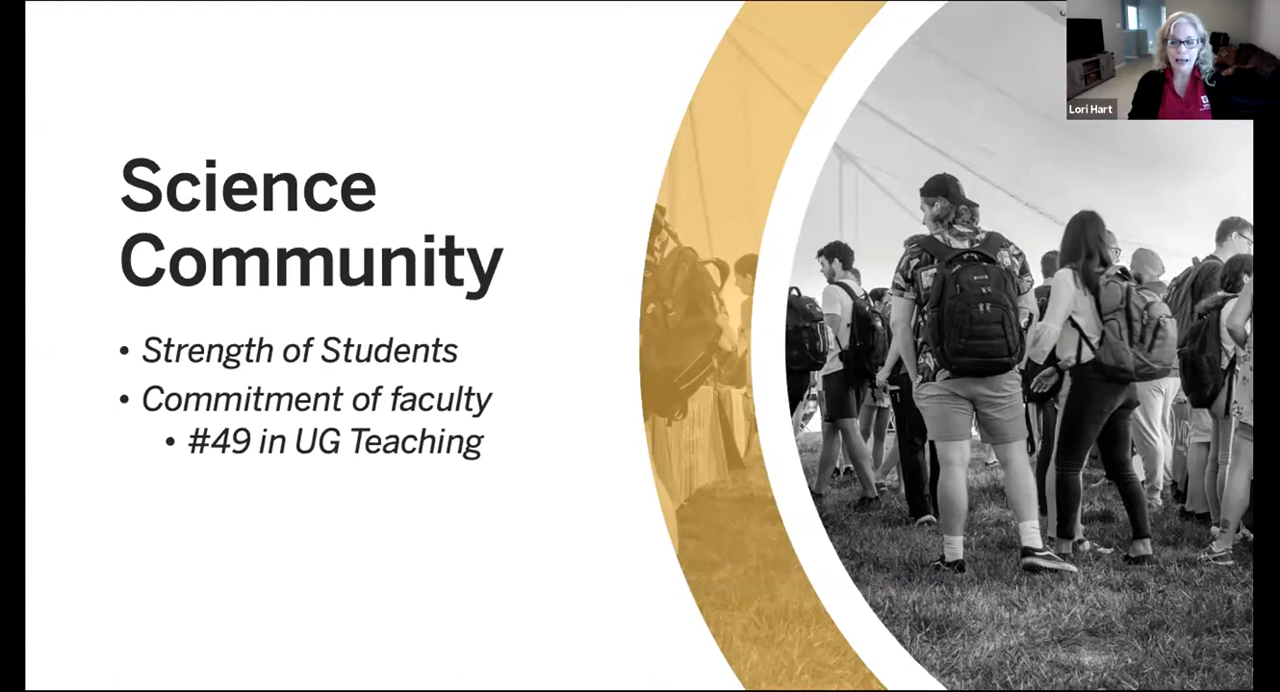 Science
Community
• Strength of Students
• Commitment of faculty
• #49 in UG Teaching
Lori Hart